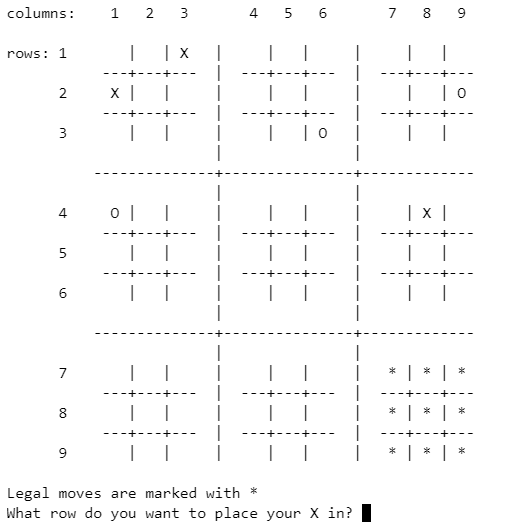 columns:    1   2   3       4   5   6       7   8   9
rows: 1       |   | X   |     |   |     |     |   |
           ---+---+---  |  ---+---+---  |  ---+---+---
      2     X |   |     |     |   |     |     |   | O
           ---+---+---  |  ---+---+---  |  ---+---+---
      3       |   |     |     |   | O   |     |   |
                        |               |
          --------------+---------------+-------------
                        |               |
      4     O |   |     |     |   |     |     | X |
           ---+---+---  |  ---+---+---  |  ---+---+---
      5       |   |     |     |   |     |     |   |
           ---+---+---  |  ---+---+---  |  ---+---+---
      6       |   |     |     |   |     |     |   |
                        |               |
          --------------+---------------+-------------
                        |               |
      7       |   |     |     |   |     |   * | * | *
           ---+---+---  |  ---+---+---  |  ---+---+---
      8       |   |     |     |   |     |   * | * | *
           ---+---+---  |  ---+---+---  |  ---+---+---
      9       |   |     |     |   |     |   * | * | *
Legal moves are marked with *
What row do you want to place your X in?